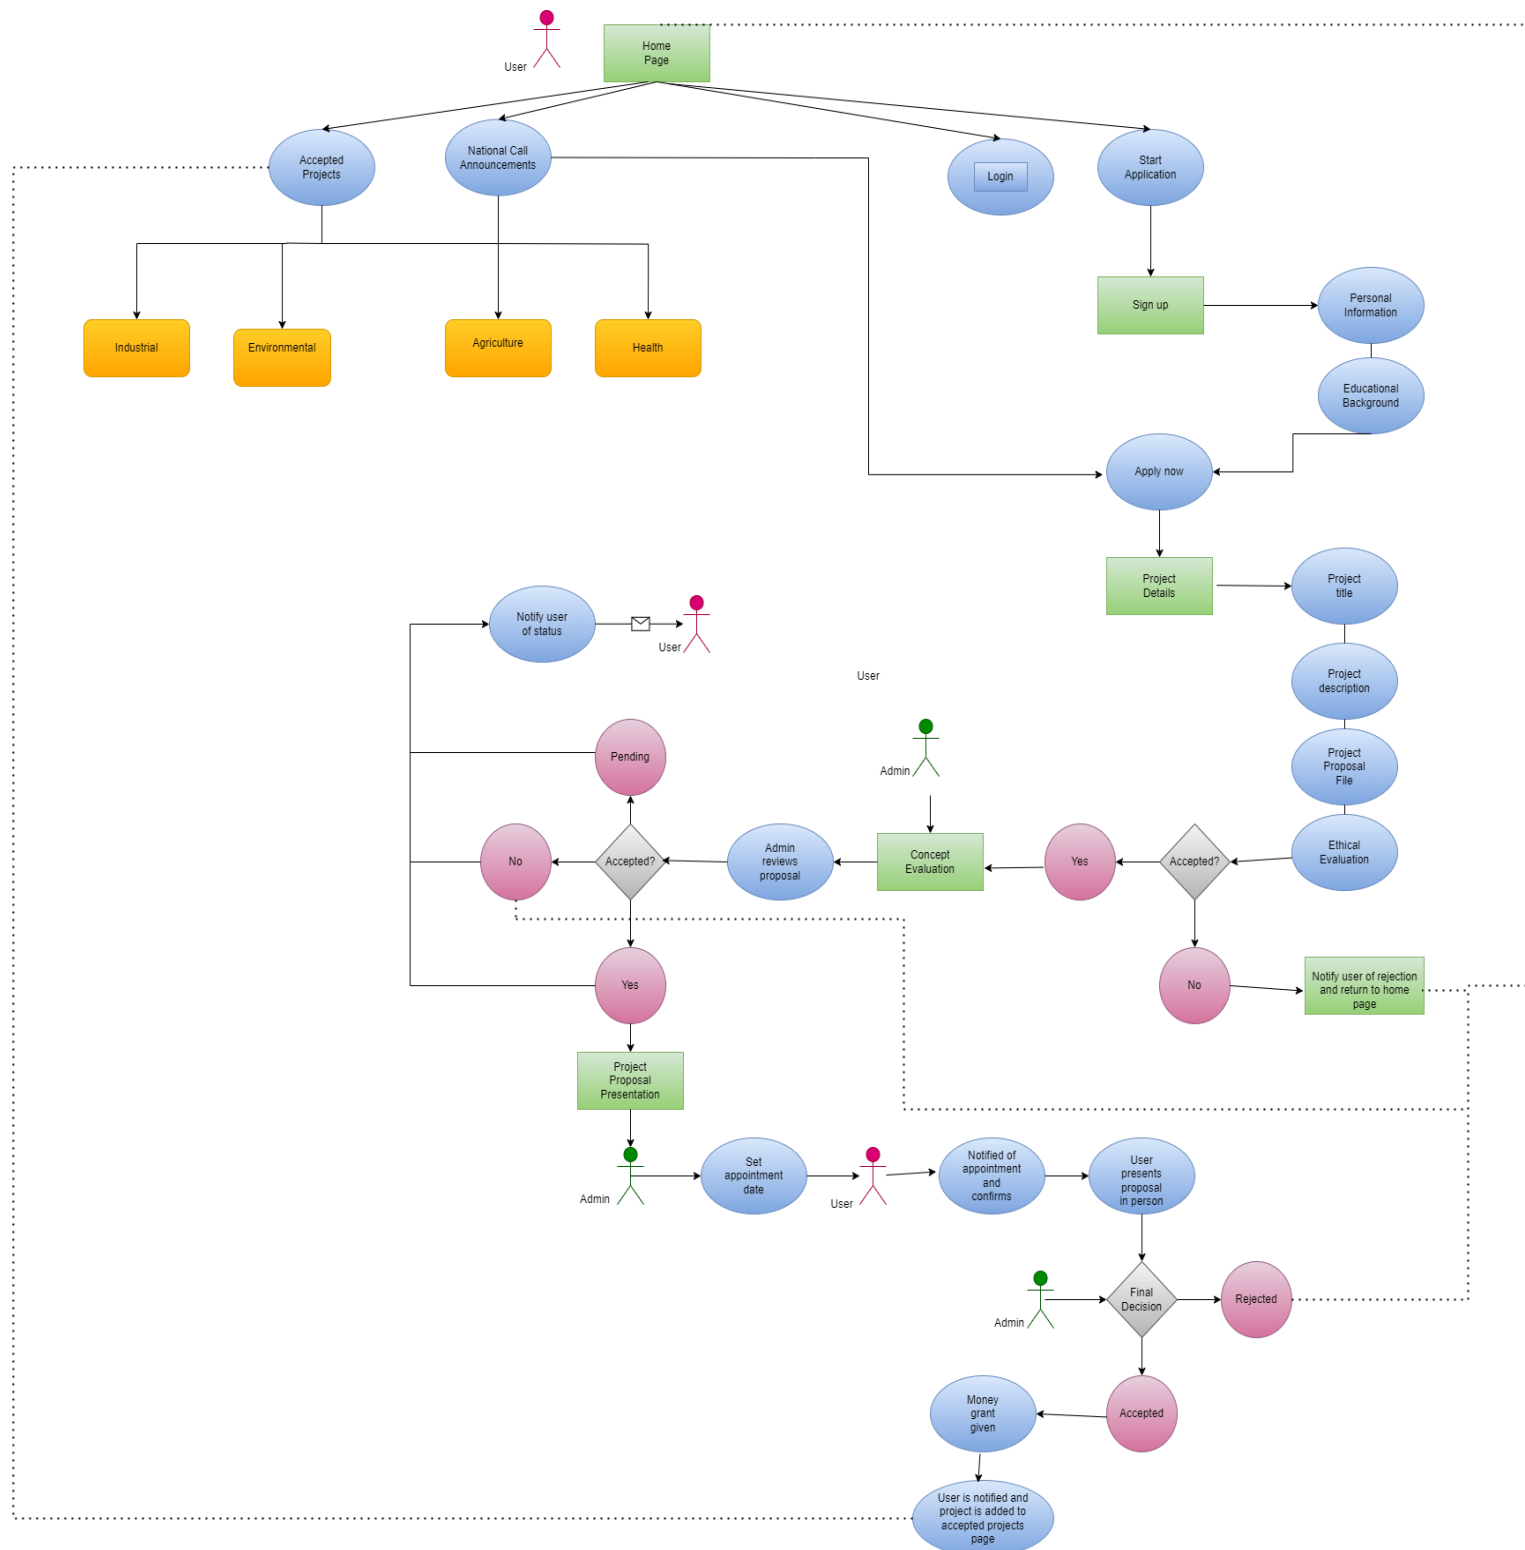 Home
Page
User
Accepted
Projects
National Call
Announcements
Login
Start
Application
Sign up
Personal
Information
Industrial
Environmental
Agriculture
Health
Educational
Background
Apply now
Project
Details
Project
title
Notify user
of status
User
User
Project
description
Pending
Admin
Project
Proposal
File
No
Accepted?
Admin
reviews
proposal
Concept
Evaluation
Yes
Accepted?
Ethical
Evaluation
Yes
No
Notify user of rejection
and return to home
page
Project
Proposal
Presentation
Admin
Set
appointment
date
User
Notified of
appointment
and
confirms
User
presents
proposal
in person
Admin
Final
Decision
Rejected
Money
grant
given
Accepted
User is notified and
project is added to
accepted projects
page